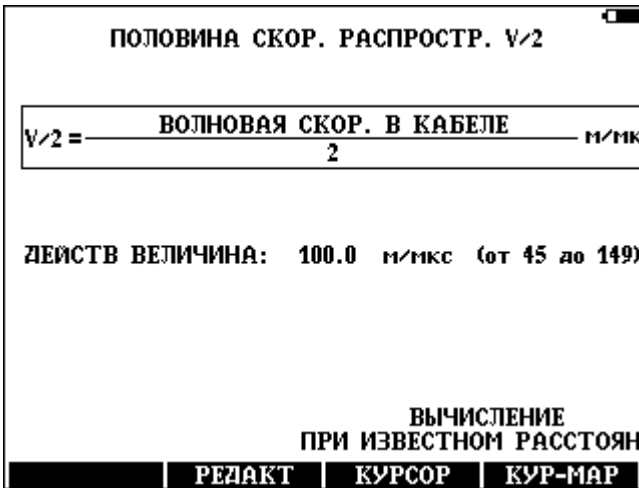 ПОЛОВИНА СКОР. РАСПРОСТР. V/2
V/2 = ВОЛНОВАЯ СКОР. В КАБЕЛЕ м/мк
2
ДЕЙСТВ ВЕЛИЧИНА: 100.0 м/мкс (от 45 до 149)
ВЫЧИСЛЕНИЕ
ПРИ ИЗВЕСТНОМ РАССТОЯН
РЕДАКТ КУРСОР КУР-МАР